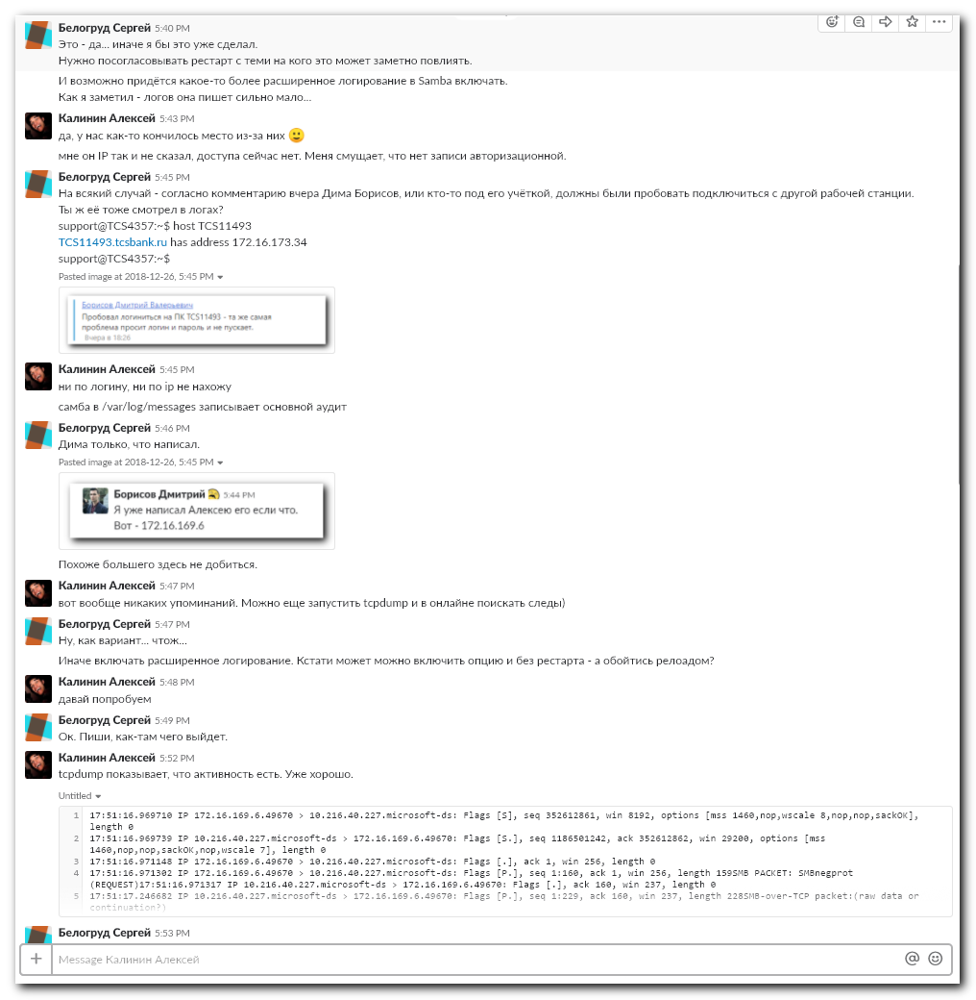 Белогруд Сергей 5:40 PM
Это - да... иначе я бы это уже сделал.
Нужно посогласовывать рестарт с теми на кого это может заметно повлиять.
И возможно придётся какое-то более расширенное логирование в Samba включать.
Как я заметил - логов она пишет сильно мало...
Калинин Алексей 5:43 PM
да, у нас как-то кончилось место из-за них 🙂
мне он IP так и не сказал, доступа сейчас нет. Меня смущает, что нет записи авторизационной.
Белогруд Сергей 5:45 PM
На всякий случай - согласно комментарию вчера Дима Борисов, или кто-то под его учёткой, должны были пробовать подключиться с другой рабочей станции.
Ты ж её тоже смотрел в логах?
support@TCS4357:~$ host TCS11493
TCS11493.tcsbank.ru has address 172.16.173.34
support@TCS4357:~$
Pasted image at 2018-12-26, 5:45 PM
Борисов Дмитрий Валерьевич
Пробовал логиниться на ПК TCS11493 - та же самая
проблема просит логин и пароль и не пускает.
Вчера в 18:26
Калинин Алексей 5:45 PM
ни по логину, ни по ip не нахожу
самба в /var/log/messages записывает основной аудит
Белогруд Сергей 5:46 PM
Дима только, что написал.
Pasted image at 2018-12-26, 5:45 PM
Борисов Дмитрий 5:44 PM
Я уже написал Алексею его если что.
Вот - 172.16.169.6
Похоже большего здесь не добиться.
Калинин Алексей 5:47 PM
вот вообще никаких упоминаний. Можно еще запустить tcpdump и в онлайне поискать следы)
Белогруд Сергей 5:47 PM
Ну, как вариант... чтож...
Иначе включать расширенное логирование. Кстати может можно включить опцию и без рестарта - а обойтись релоадом?
Калинин Алексей 5:48 PM
давай попробуем
Белогруд Сергей 5:49 PM
Ок. Пиши, как-там чего выйдет.
Калинин Алексей 5:52 PM
tcpdump показывает, что активность есть. Уже хорошо.
Untitled
1 17:51:16.969710 IP 172.16.169.6.49670 > 10.216.40.227.microsoft-ds: Flags [S], seq 352612861, win 8192, options [mss 1460,nop,wscale 8,nop,nop,sackOK],
length 0
2 17:51:16.969739 IP 10.216.40.227.microsoft-ds > 172.16.169.6.49670: Flags [S.], seq 1186501242, ack 352612862, win 29200, options [mss
1460,nop,nop,sackOK,nop,wscale 7], length 0
3 17:51:16.971148 IP 172.16.169.6.49670 > 10.216.40.227.microsoft-ds: Flags [.], ack 1, win 256, length 0
4 17:51:16.971302 IP 172.16.169.6.49670 > 10.216.40.227.microsoft-ds: Flags [P.], seq 1:160, ack 1, win 256, length 159SMB PACKET: SMBnegprot
(REQUEST)17:51:16.971317 IP 10.216.40.227.microsoft-ds > 172.16.169.6.49670: Flags [.], ack 160, win 237, length 0
5 17:51:17.246682 IP 10.216.40.227.microsoft-ds > 172.16.169.6.49670: Flags [P.], seq 1:229, ack 160, win 237, length 228SMB-over-TCP packet:(raw data or
continuation?)
Белогруд Сергей 5:53 PM
Message Калинин Алексей